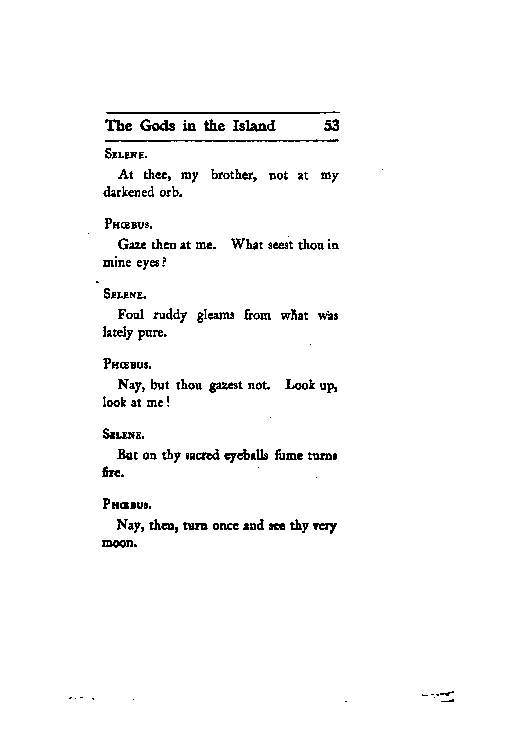 The Gods in the Island 53
SELENE.
At thee, my brother, not at my
darkened orb.
PHŒBUS.
Gaze then at me. What seest thou in
mine eyes?
SELENE.
Foul ruddy gleams from what was
lately pure.
PHŒBUS.
Nay, but thou gazest not. Look up,
look at me!
SELENE.
But on thy sacred eyeballs fume turns
fire.
PHŒBUS.
Nay, then, turn once and see thy very
moon.